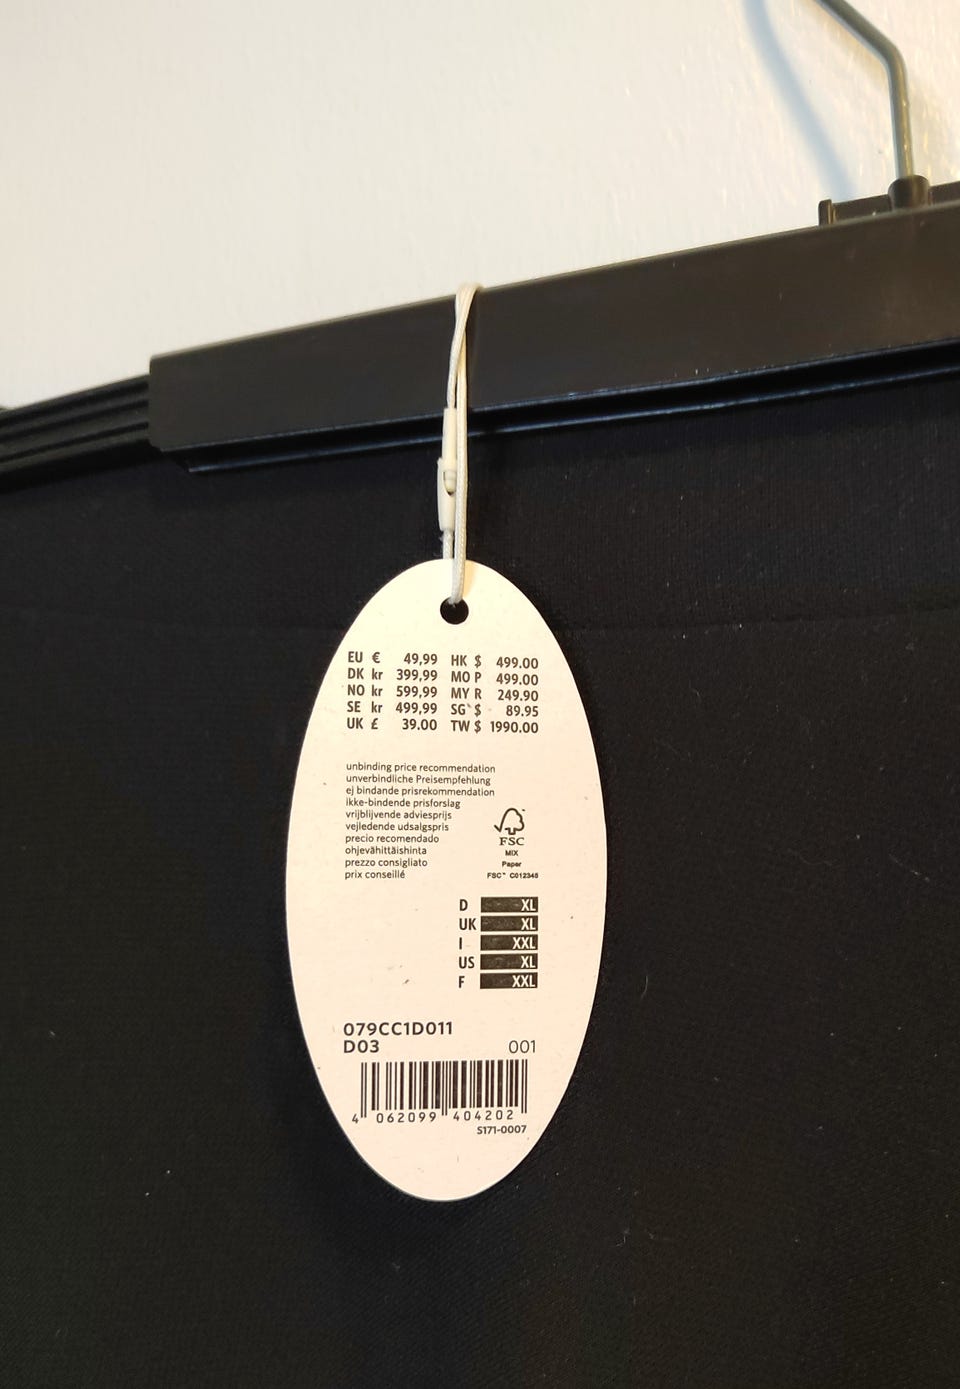 EU € 49,99 HK $ 499.00
DK kr 399,99 MO P 499.00
NO kr 599,99 MY R 249.90
SE kr 499,99 SG $ 89.95
UK £ 39.00 TW $ 1990.00
unbinding price recommendation
unverbindliche Preisempfehlung
ej bindande prisrekommendation
ikke-bindende prisforslag
vrijblijvende adviesprijs
vejledende udsalgspris
precio recomendado
ohjevähittäishinta
prezzo consigliato
prix conseillé
FSC
MIX
Paper
FSC™ C012345
D XL
UK XL
I XXL
US XL
F XXL
079CC1D011
D03 001
4 062099 404202
S171-0007